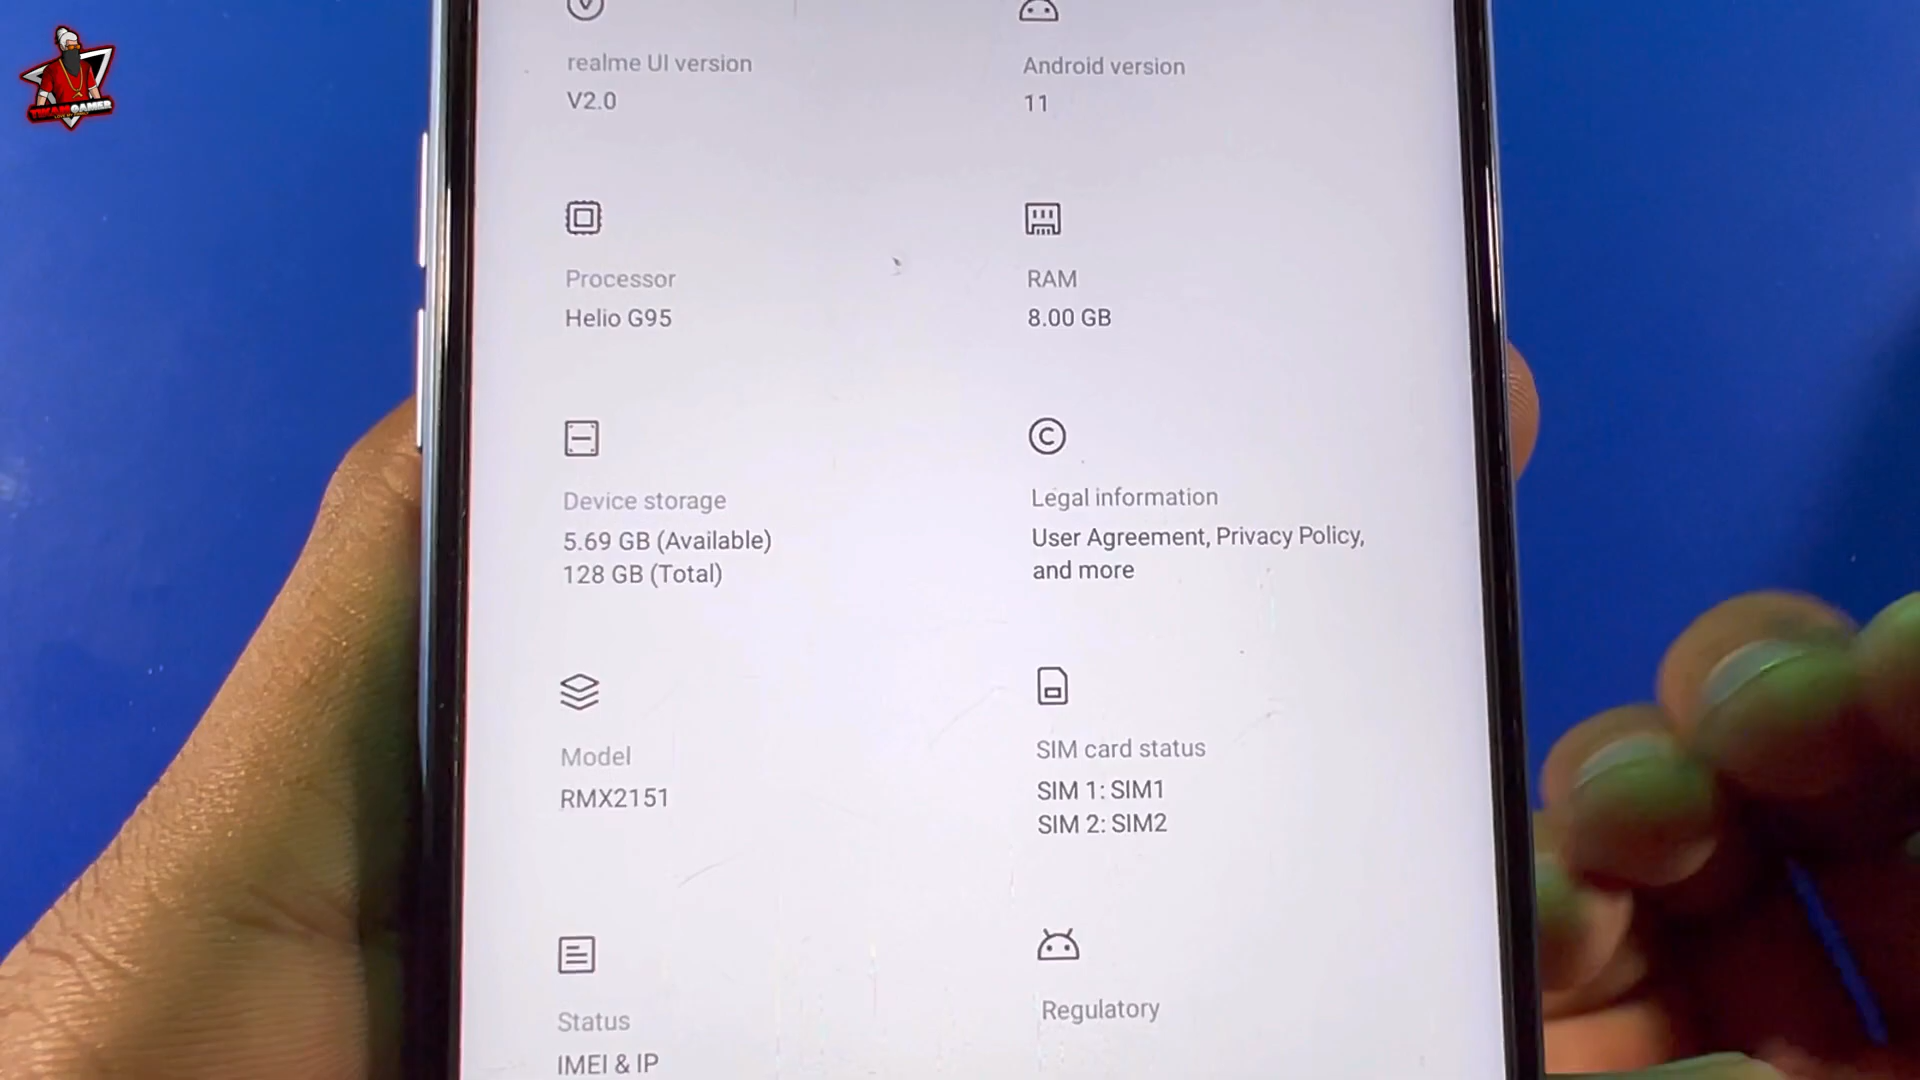 realme UI version
V2.0
Android version
11
Processor
Helio G95
RAM
8.00 GB
Device storage
5.69 GB (Available)
128 GB (Total)
Legal information
User Agreement, Privacy Policy,
and more
Model
RMX2151
SIM card status
SIM 1: SIM1
SIM 2: SIM2
Status
IMEI & IP
Regulatory
GAMER